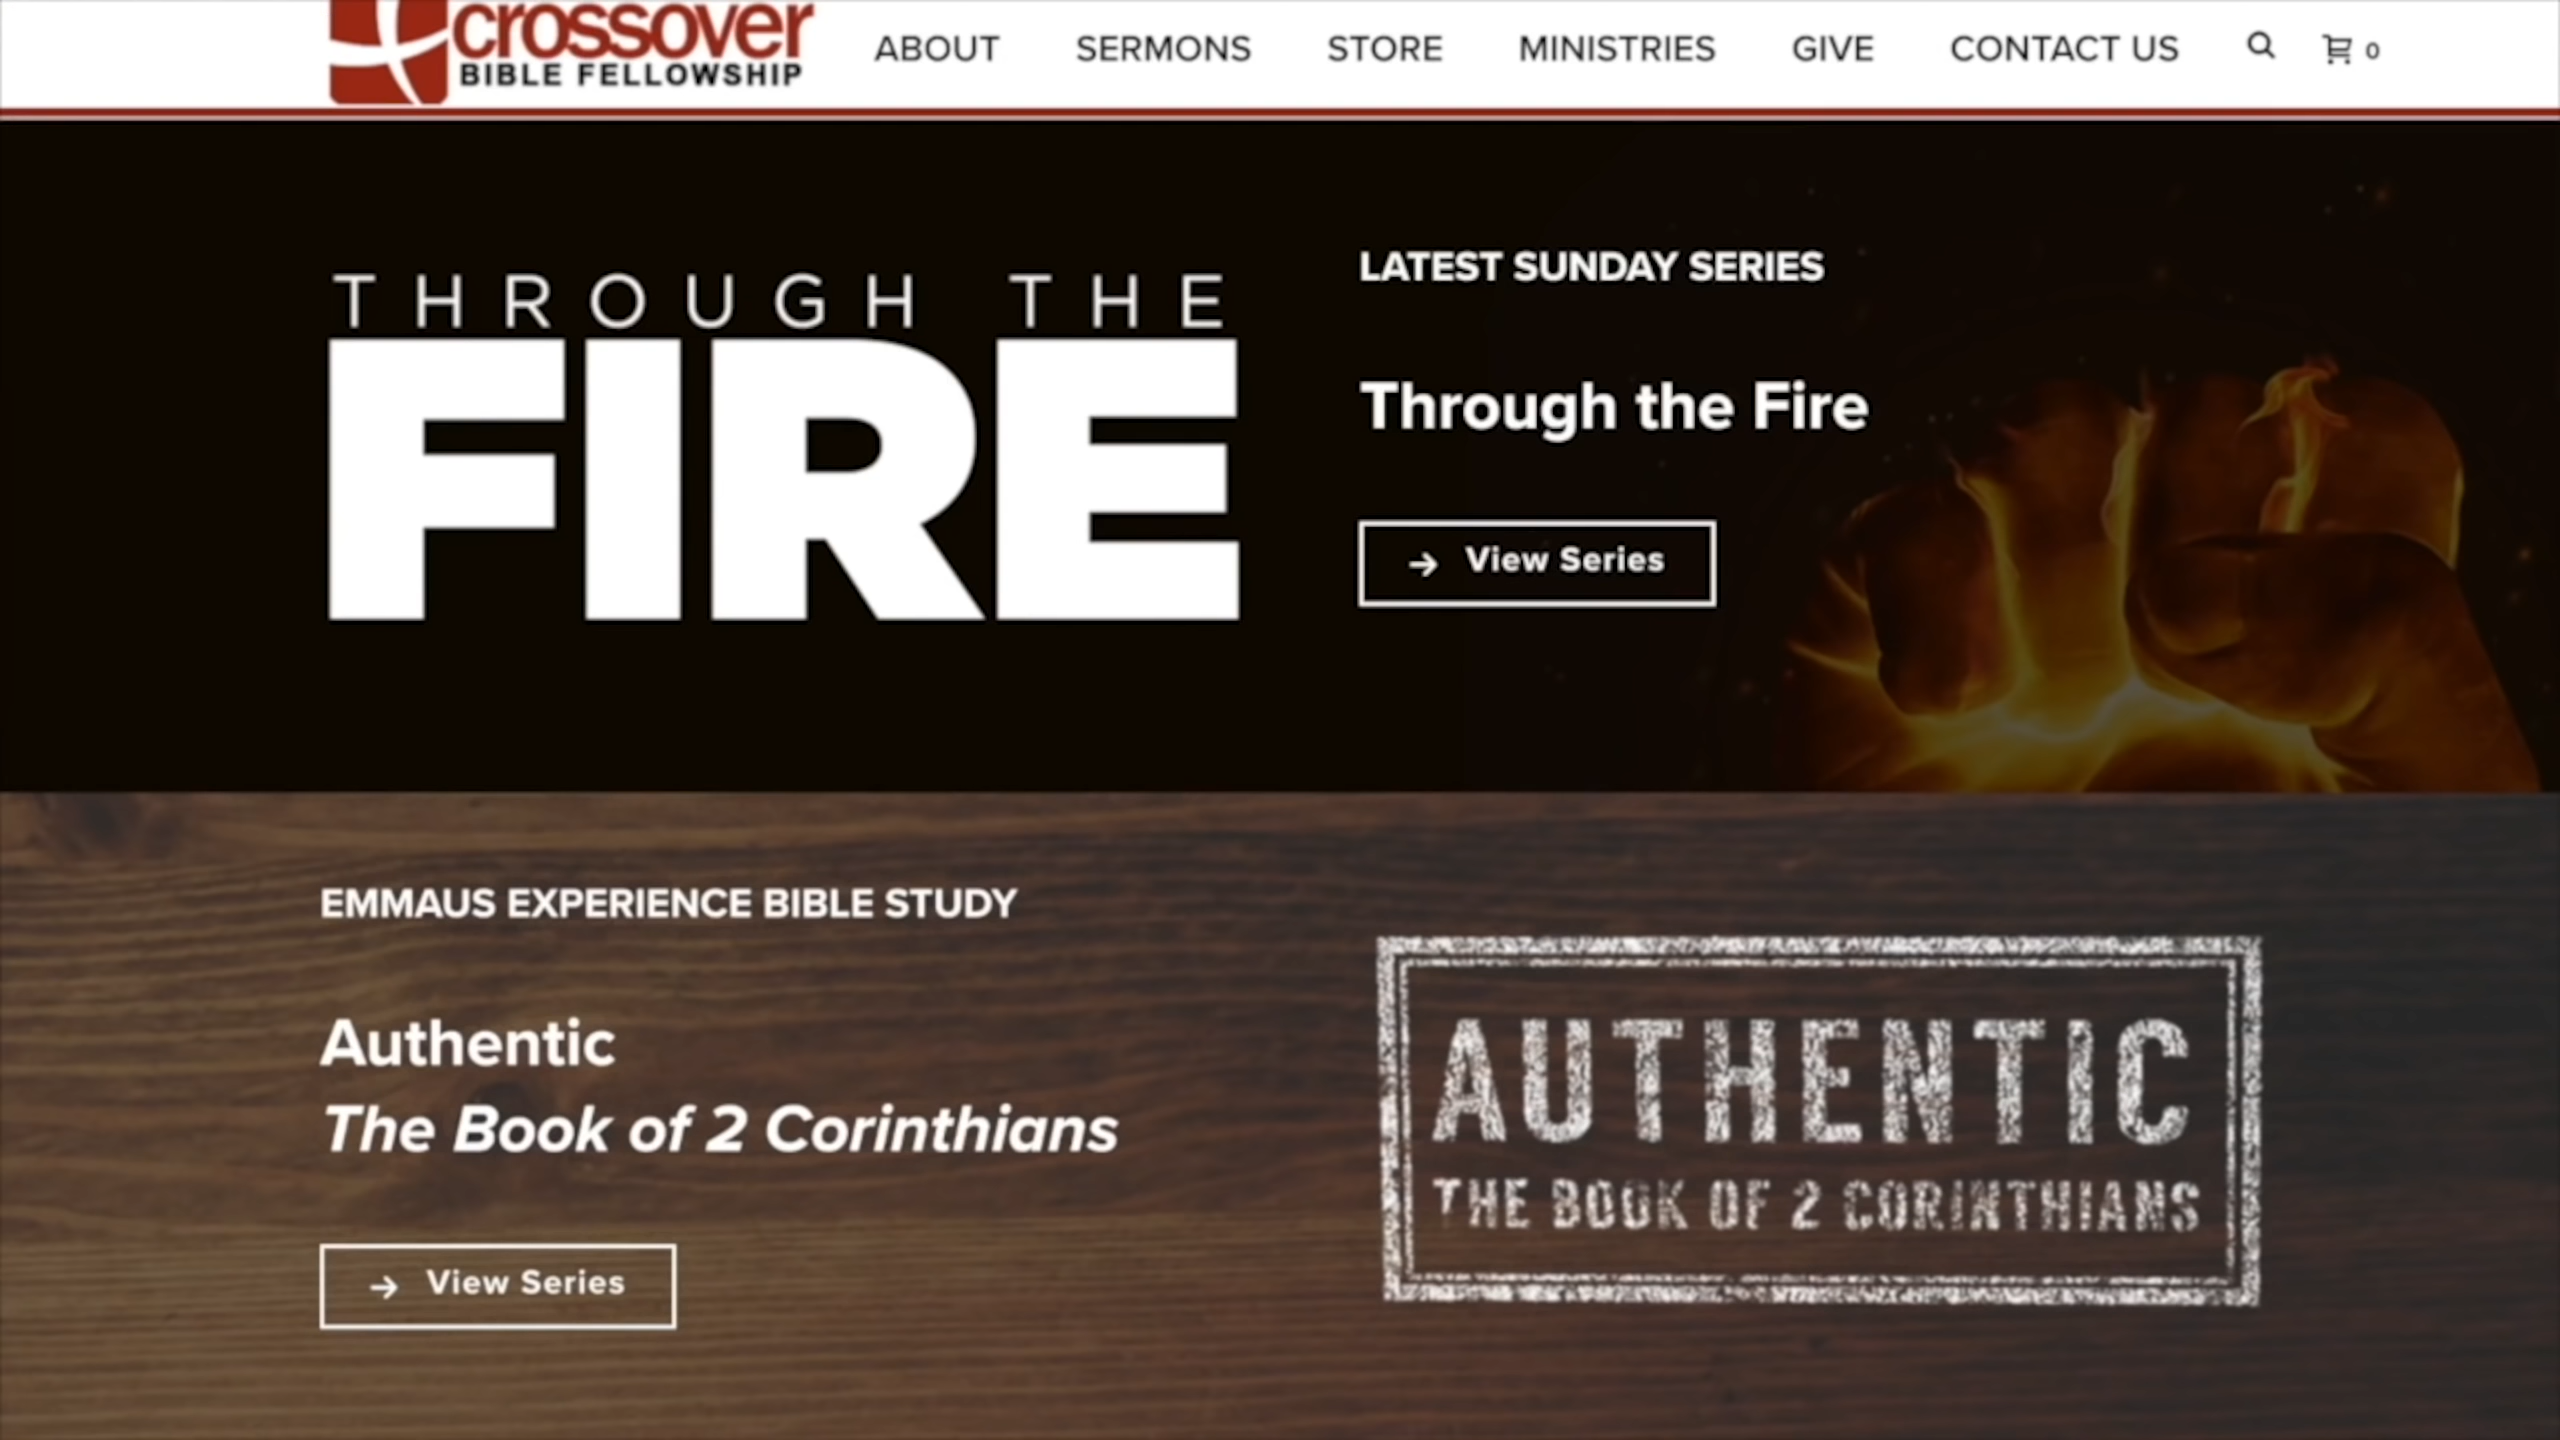 crossover
BIBLE FELLOWSHIP
ABOUT SERMONS STORE MINISTRIES GIVE CONTACT US 0
THROUGH THE
FIRE
LATEST SUNDAY SERIES
Through the Fire
→ View Series
EMMAUS EXPERIENCE BIBLE STUDY
Authentic
The Book of 2 Corinthians
→ View Series
AUTHENTIC
THE BOOK OF 2 CORINTHIANS